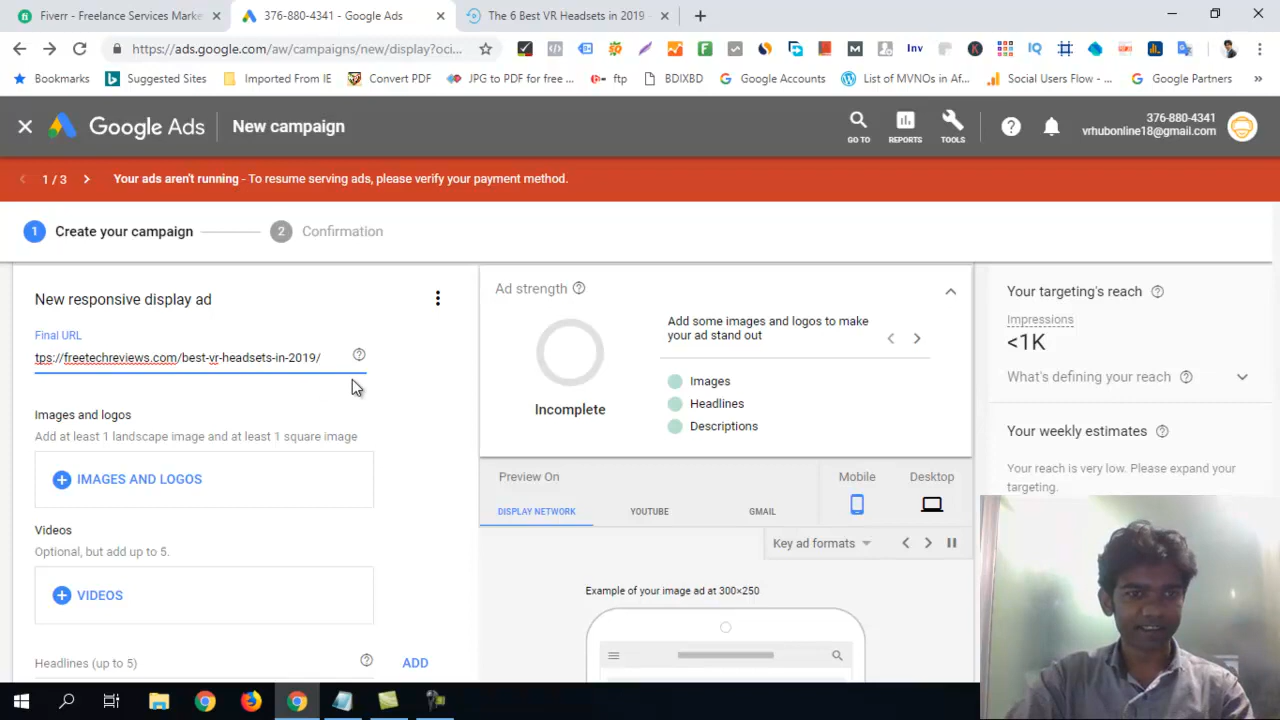 Fiverr - Freelance Services Marke
376-880-4341 - Google Ads
The 6 Best VR Headsets in 2019 -
https://ads.google.com/aw/campaigns/new/display?oci...
Inv
IQ
Bookmarks
Suggested Sites
Imported From IE
Convert PDF
JPG to PDF for free ...
ftp
BDIXBD
Google Accounts
List of MVNOs in Af...
Social Users Flow - ...
Google Partners
»
Google Ads
New campaign
GO TO
REPORTS
TOOLS
376-880-4341
vrhubonline18@gmail.com
1 / 3
Your ads aren't running - To resume serving ads, please verify your payment method.
1
Create your campaign
2
Confirmation
New responsive display ad
Final URL
tps://freetechreviews.com/best-vr-headsets-in-2019/
Images and logos
Add at least 1 landscape image and at least 1 square image
IMAGES AND LOGOS
Videos
Optional, but add up to 5.
VIDEOS
Headlines (up to 5)
ADD
Ad strength
Incomplete
Add some images and logos to make
your ad stand out
Images
Headlines
Descriptions
Preview On
Mobile
Desktop
DISPLAY NETWORK
YOUTUBE
GMAIL
Key ad formats
Example of your image ad at 300×250
Your targeting's reach
Impressions
<1K
What's defining your reach
Your weekly estimates
Your reach is very low. Please expand your
targeting.